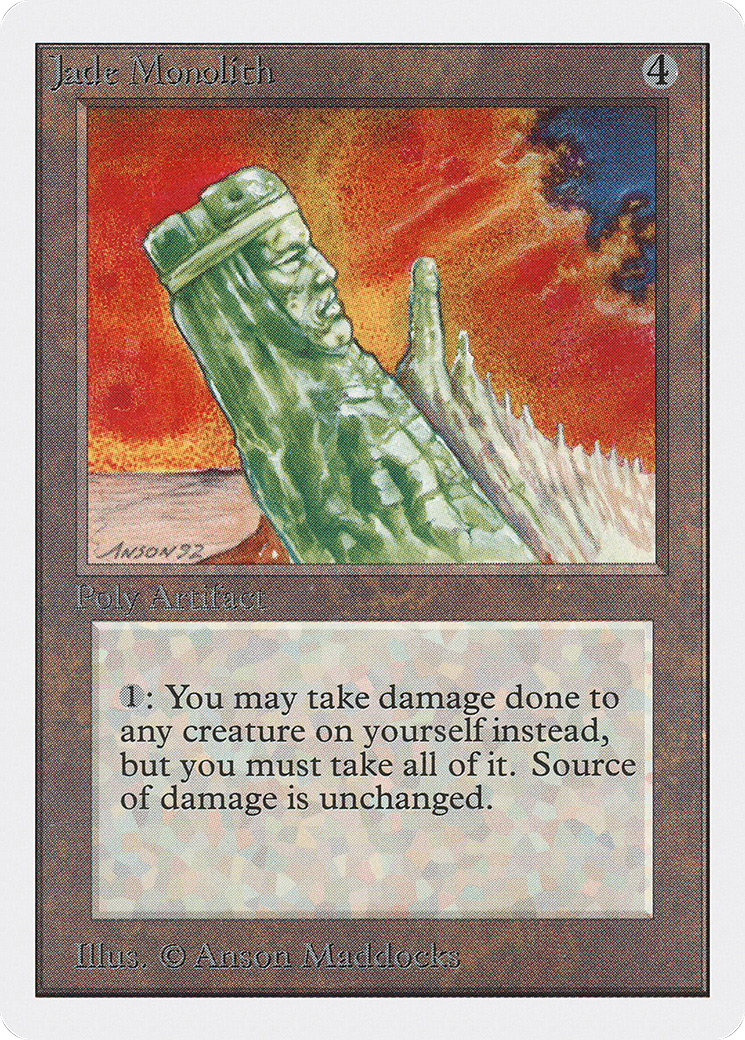 Jade Monolith
4
ANSON 92
Poly Artifact
1: You may take damage done to
any creature on yourself instead,
but you must take all of it. Source
of damage is unchanged.
Illus. © Anson Maddocks